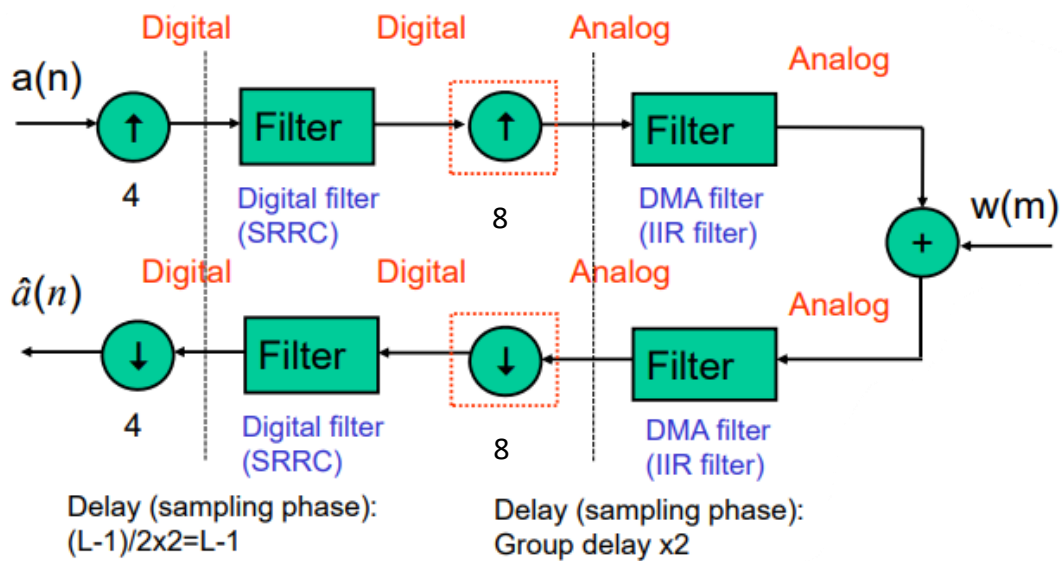 Digital
Digital
Analog
Analog
a(n)
↑
Filter
↑
Filter
4
Digital filter
(SRRC)
8
DMA filter
(IIR filter)
w(m)
+
Digital
Digital
Analog
Analog
â(n)
↓
Filter
↓
Filter
4
Digital filter
(SRRC)
8
DMA filter
(IIR filter)
Delay (sampling phase):
(L-1)/2x2=L-1
Delay (sampling phase):
Group delay x2